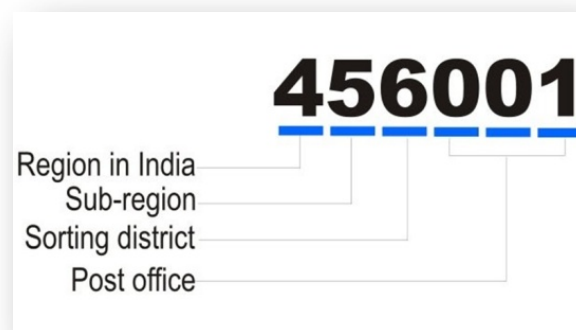 456001
Region in India
Sub-region
Sorting district
Post office